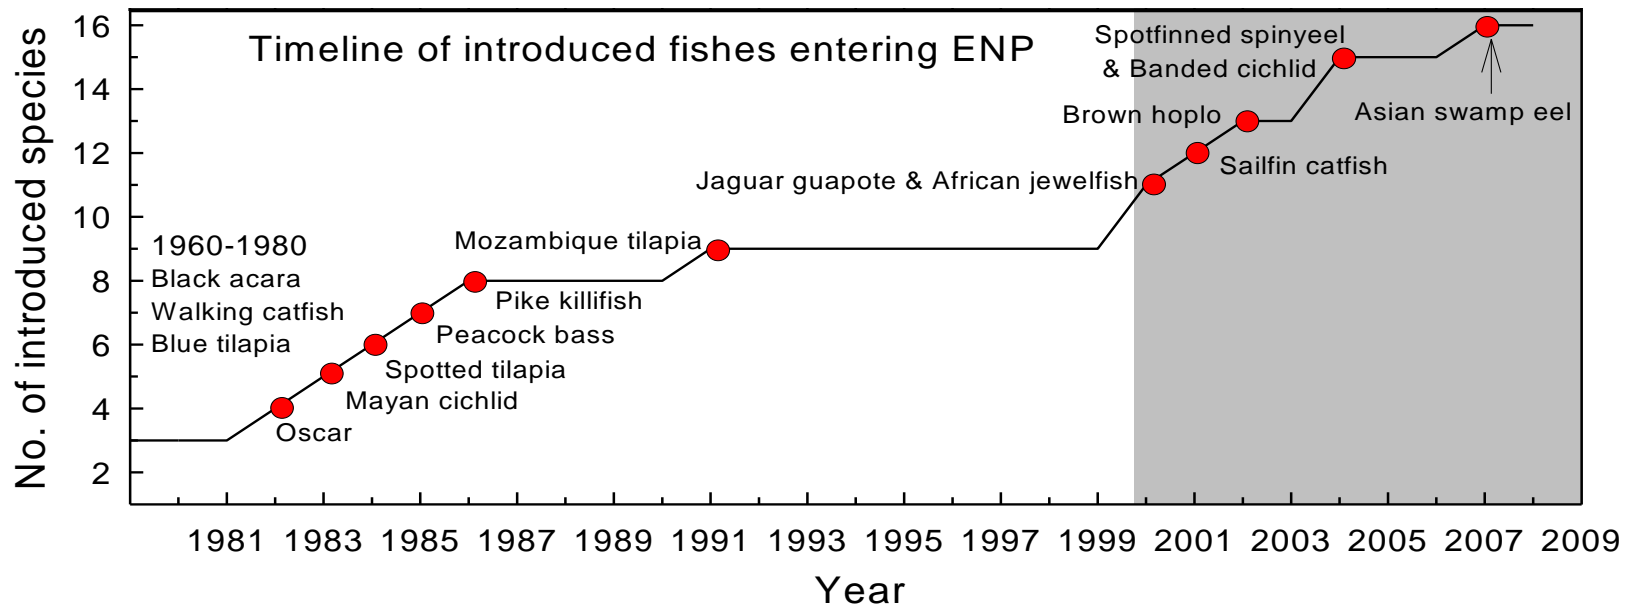 Timeline of introduced fishes entering ENP
No. of introduced species
16
14
12
10
8
6
4
2
1960-1980
Black acara
Walking catfish
Blue tilapia
Oscar
Mayan cichlid
Spotted tilapia
Peacock bass
Pike killifish
Mozambique tilapia
Jaguar guapote & African jewelfish
Sailfin catfish
Brown hoplo
Spotfinned spinyeel
& Banded cichlid
Asian swamp eel
1981 1983 1985 1987 1989 1991 1993 1995 1997 1999 2001 2003 2005 2007 2009
Year